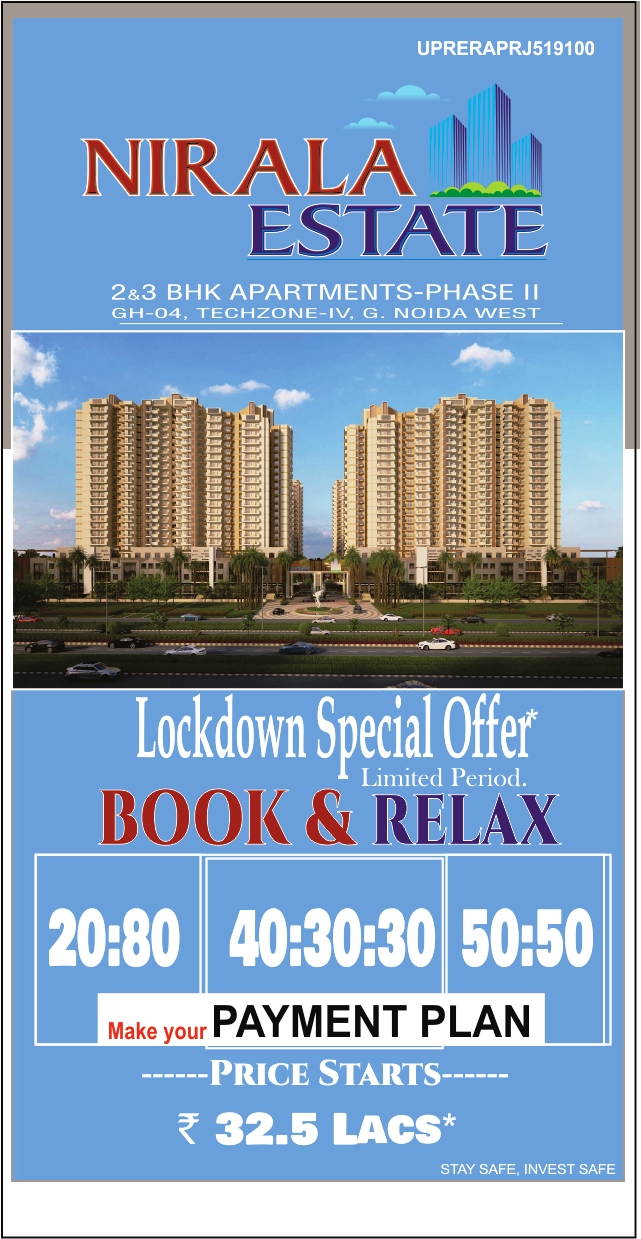 UPRERAPRJ519100
NIRALA
ESTATE
2&3 BHK APARTMENTS-PHASE II
GH-04, TECHZONE-IV, G. NOIDA WEST
Lockdown Special Offer*
Limited Period.
BOOK & RELAX
20:80 40:30:30 50:50
Make your PAYMENT PLAN
------PRICE STARTS------
₹ 32.5 LACS*
STAY SAFE, INVEST SAFE